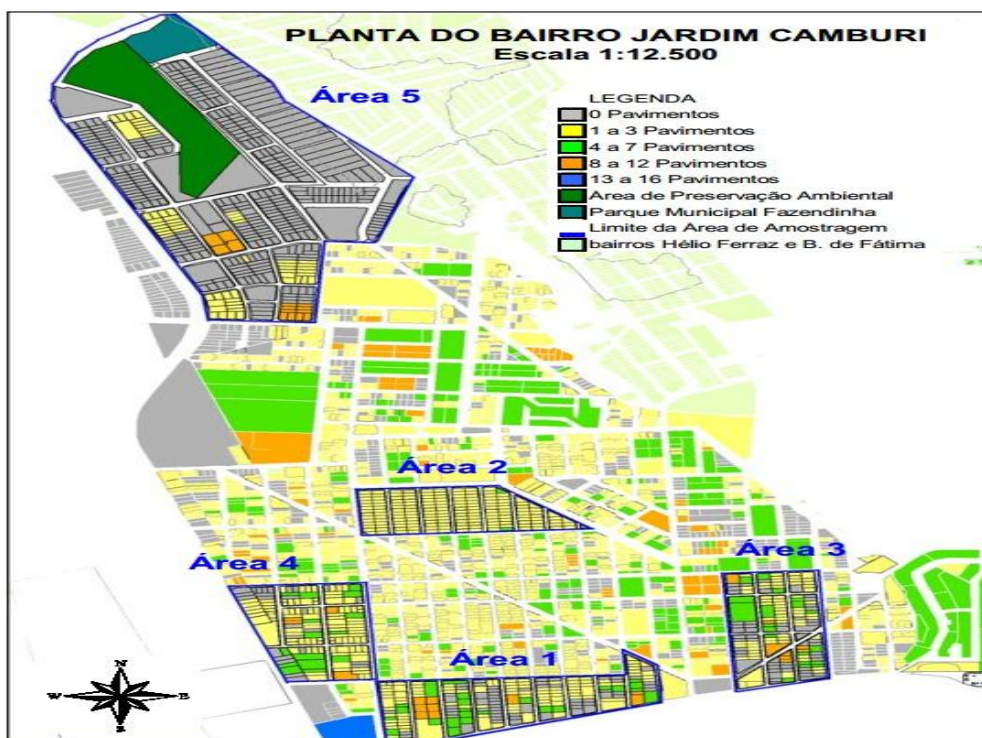 PLANTA DO BAIRRO JARDIM CAMBURI
Escala 1:12.500
Área 5
LEGENDA
0 Pavimentos
1 a 3 Pavimentos
4 a 7 Pavimentos
8 a 12 Pavimentos
13 a 16 Pavimentos
Área de Preservação Ambiental
Parque Municipal Fazendinha
Limite da Área de Amostragem
bairros Hélio Ferraz e B. de Fátima
Área 2
Área 3
Área 4
Área 1
N
W